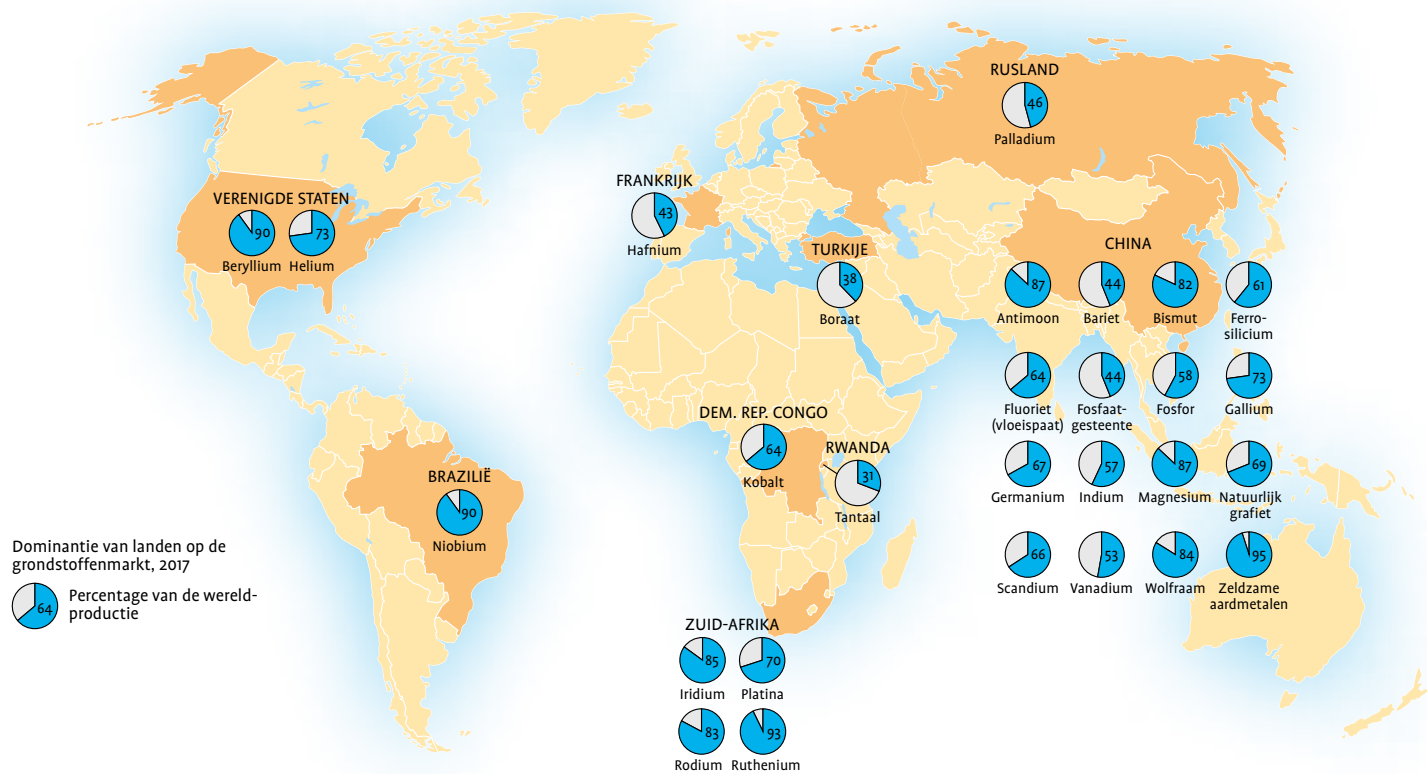 RUSLAND
46
Palladium
FRANKRIJK
43
Hafnium
VERENIGDE STATEN
90
73
Beryllium Helium
TURKIJE
38
Boraat
CHINA
87 44 82 61
Antimoon Bariet Bismut Ferro-
silicium
64 44 58 73
Fluoriet Fosfaat- Fosfor Gallium
(vloeispaat) gesteente
67 57 87 69
Germanium Indium Magnesium Natuurlijk
grafiet
66 53 84 95
Scandium Vanadium Wolfraam Zeldzame
aardmetalen
DEM. REP. CONGO
64
Kobalt
RWANDA
31
Tantaal
BRAZILIË
90
Niobium
ZUID-AFRIKA
85 70
Iridium Platina
83 93
Rodium Ruthenium
Dominantie van landen op de
grondstoffenmarkt, 2017
64
Percentage van de wereld-
productie